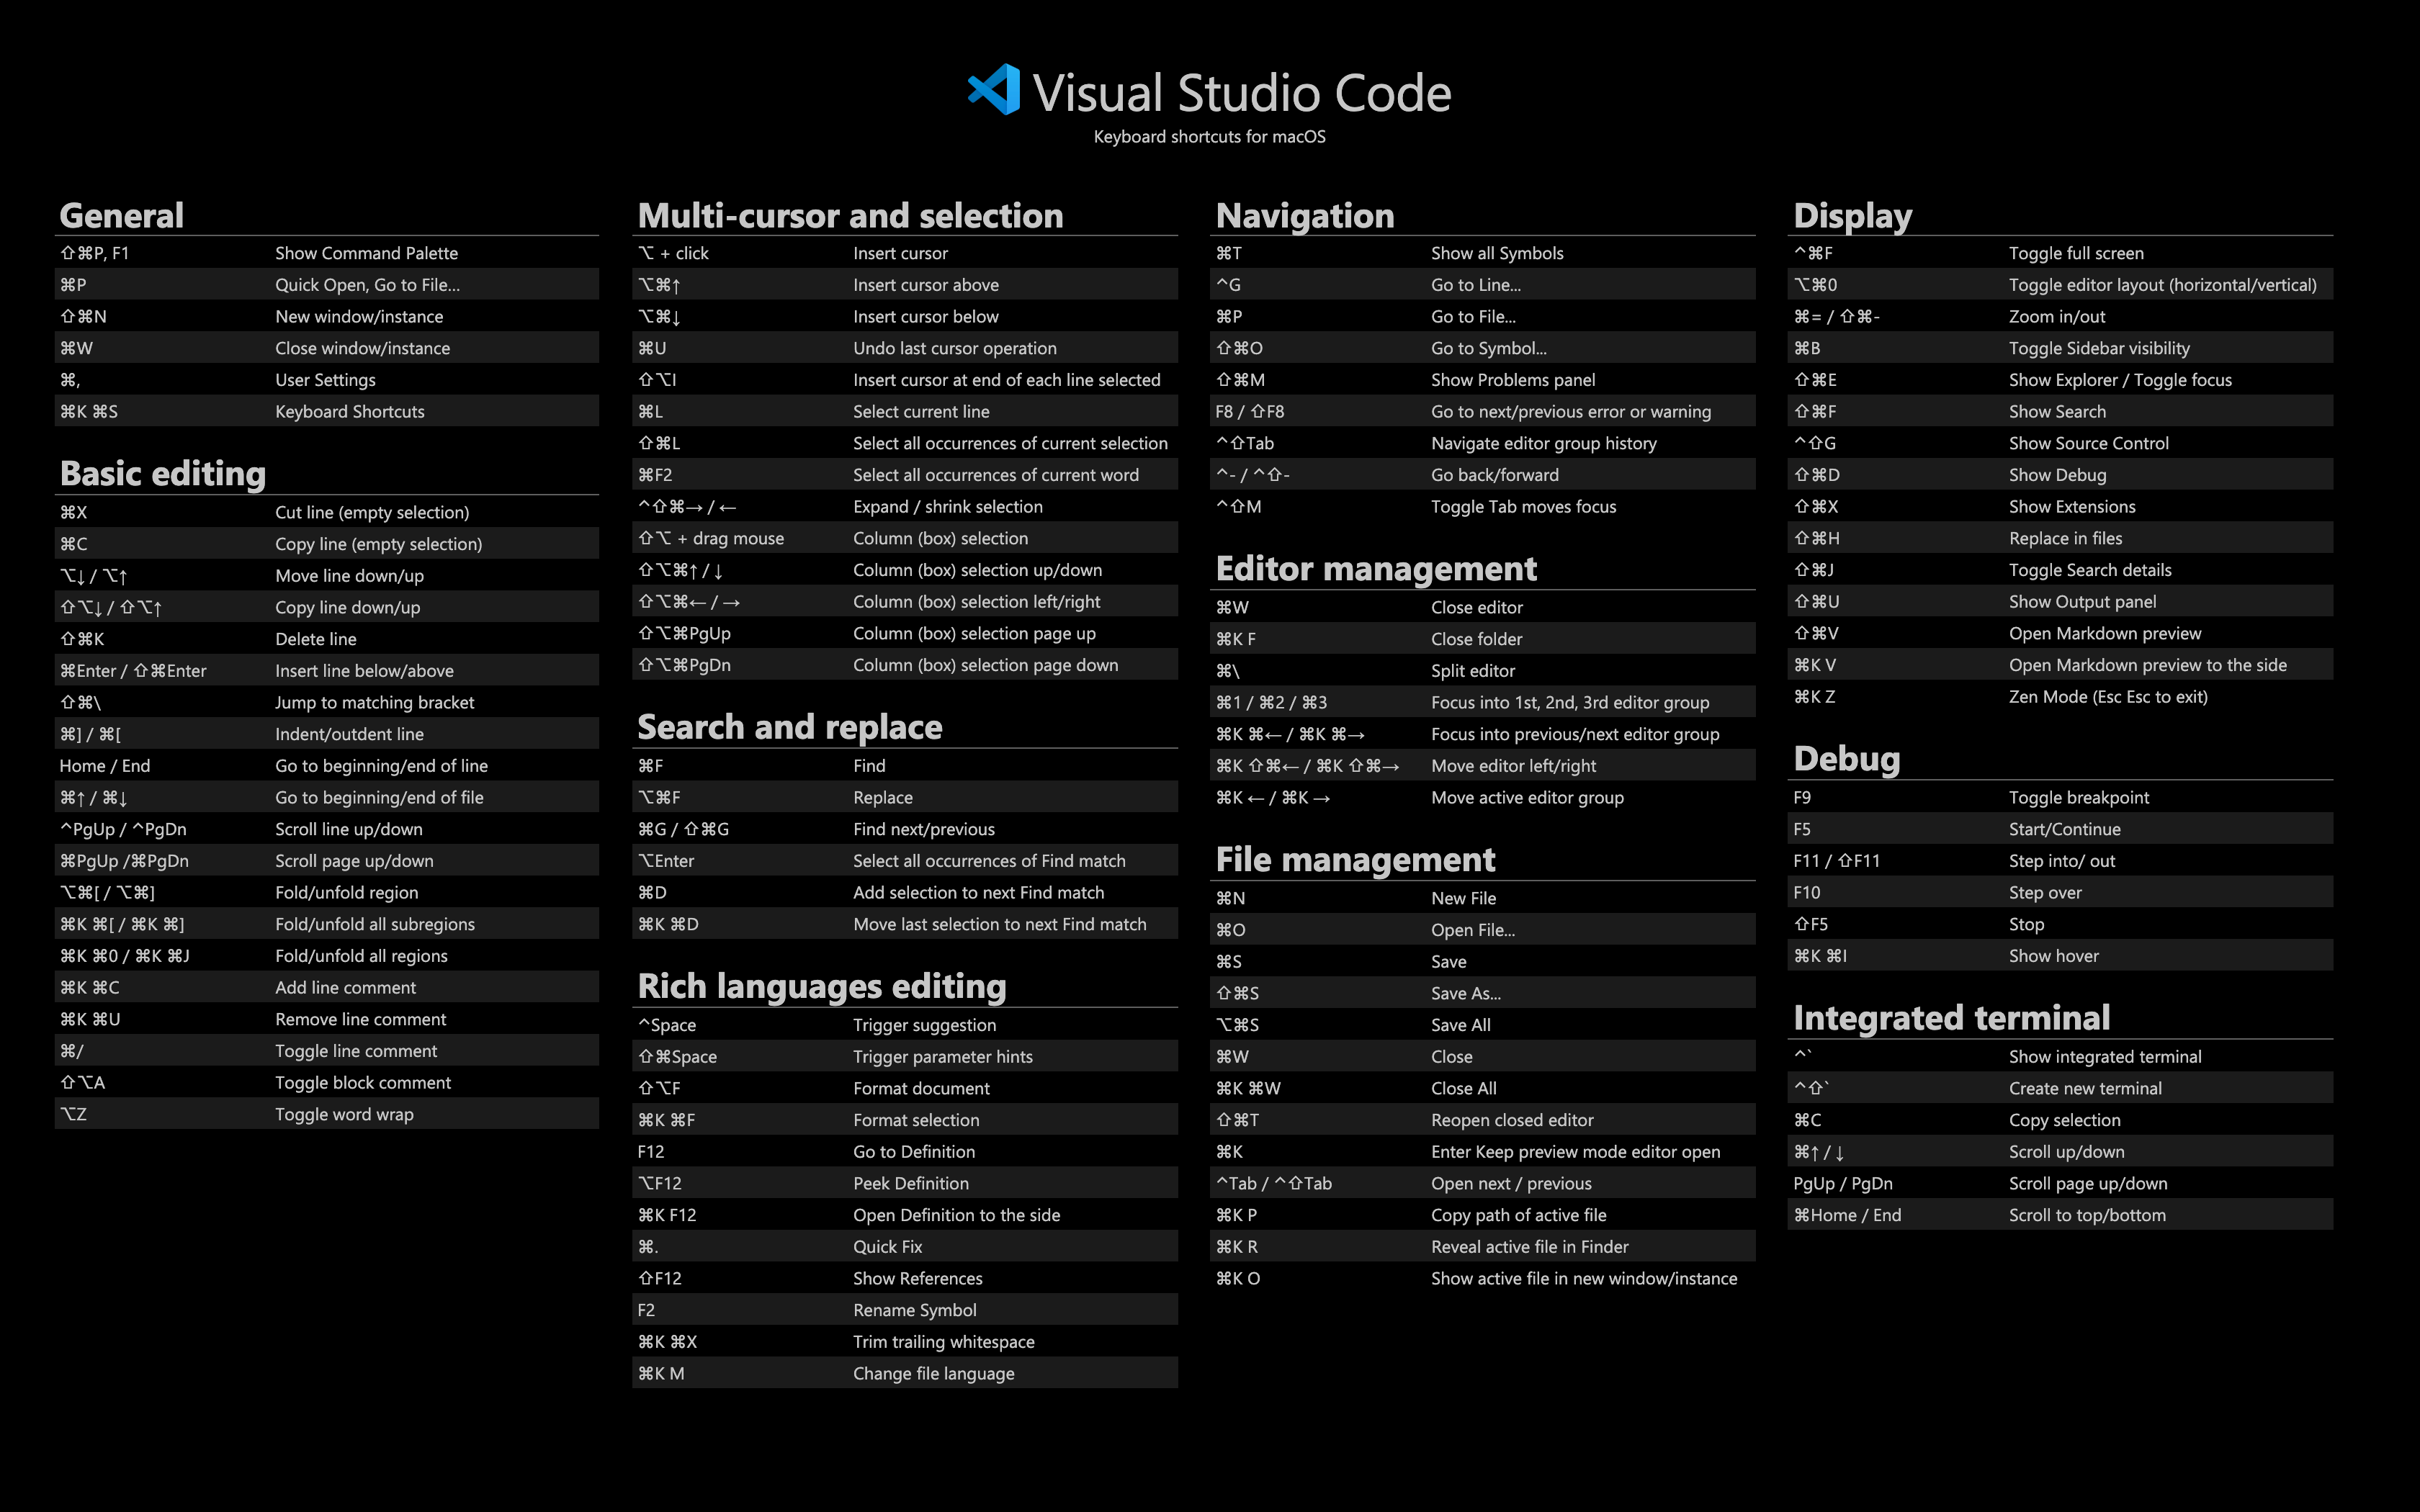 Visual Studio Code
Keyboard shortcuts for macOS
General
⇧⌘P, F1 Show Command Palette
⌘P Quick Open, Go to File...
⇧⌘N New window/instance
⌘W Close window/instance
⌘, User Settings
⌘K ⌘S Keyboard Shortcuts
Basic editing
⌘X Cut line (empty selection)
⌘C Copy line (empty selection)
⌥↓ / ⌥↑ Move line down/up
⇧⌥↓ / ⇧⌥↑ Copy line down/up
⇧⌘K Delete line
⌘Enter / ⇧⌘Enter Insert line below/above
⇧⌘\ Jump to matching bracket
⌘] / ⌘[ Indent/outdent line
Home / End Go to beginning/end of line
⌘↑ / ⌘↓ Go to beginning/end of file
^PgUp / ^PgDn Scroll line up/down
⌘PgUp /⌘PgDn Scroll page up/down
⌥⌘[ / ⌥⌘] Fold/unfold region
⌘K ⌘[ / ⌘K ⌘] Fold/unfold all subregions
⌘K ⌘0 / ⌘K ⌘J Fold/unfold all regions
⌘K ⌘C Add line comment
⌘K ⌘U Remove line comment
⌘/ Toggle line comment
⇧⌥A Toggle block comment
⌥Z Toggle word wrap
Multi-cursor and selection
⌥ + click Insert cursor
⌥⌘↑ Insert cursor above
⌥⌘↓ Insert cursor below
⌘U Undo last cursor operation
⇧⌥I Insert cursor at end of each line selected
⌘L Select current line
⇧⌘L Select all occurrences of current selection
⌘F2 Select all occurrences of current word
^⇧⌘→ / ← Expand / shrink selection
⇧⌥ + drag mouse Column (box) selection
⇧⌥⌘↑ / ↓ Column (box) selection up/down
⇧⌥⌘← / → Column (box) selection left/right
⇧⌥⌘PgUp Column (box) selection page up
⇧⌥⌘PgDn Column (box) selection page down
Search and replace
⌘F Find
⌥⌘F Replace
⌘G / ⇧⌘G Find next/previous
⌥Enter Select all occurrences of Find match
⌘D Add selection to next Find match
⌘K ⌘D Move last selection to next Find match
Rich languages editing
^Space Trigger suggestion
⇧⌘Space Trigger parameter hints
⇧⌥F Format document
⌘K ⌘F Format selection
F12 Go to Definition
⌥F12 Peek Definition
⌘K F12 Open Definition to the side
⌘. Quick Fix
⇧F12 Show References
F2 Rename Symbol
⌘K ⌘X Trim trailing whitespace
⌘K M Change file language
Navigation
⌘T Show all Symbols
^G Go to Line...
⌘P Go to File...
⇧⌘O Go to Symbol...
⇧⌘M Show Problems panel
F8 / ⇧F8 Go to next/previous error or warning
^⇧Tab Navigate editor group history
^- / ^⇧- Go back/forward
^⇧M Toggle Tab moves focus
Editor management
⌘W Close editor
⌘K F Close folder
⌘\ Split editor
⌘1 / ⌘2 / ⌘3 Focus into 1st, 2nd, 3rd editor group
⌘K ⌘← / ⌘K ⌘→ Focus into previous/next editor group
⌘K ⇧⌘← / ⌘K ⇧⌘→ Move editor left/right
⌘K ← / ⌘K → Move active editor group
File management
⌘N New File
⌘O Open File...
⌘S Save
⇧⌘S Save As...
⌥⌘S Save All
⌘W Close
⌘K ⌘W Close All
⇧⌘T Reopen closed editor
⌘K Enter Keep preview mode editor open
^Tab / ^⇧Tab Open next / previous
⌘K P Copy path of active file
⌘K R Reveal active file in Finder
⌘K O Show active file in new window/instance
Display
^⌘F Toggle full screen
⌥⌘0 Toggle editor layout (horizontal/vertical)
⌘= / ⇧⌘- Zoom in/out
⌘B Toggle Sidebar visibility
⇧⌘E Show Explorer / Toggle focus
⇧⌘F Show Search
^⇧G Show Source Control
⇧⌘D Show Debug
⇧⌘X Show Extensions
⇧⌘H Replace in files
⇧⌘J Toggle Search details
⇧⌘U Show Output panel
⇧⌘V Open Markdown preview
⌘K V Open Markdown preview to the side
⌘K Z Zen Mode (Esc Esc to exit)
Debug
F9 Toggle breakpoint
F5 Start/Continue
F11 / ⇧F11 Step into/ out
F10 Step over
⇧F5 Stop
⌘K ⌘I Show hover
Integrated terminal
^` Show integrated terminal
^⇧` Create new terminal
⌘C Copy selection
⌘↑ / ↓ Scroll up/down
PgUp / PgDn Scroll page up/down
⌘Home / End Scroll to top/bottom